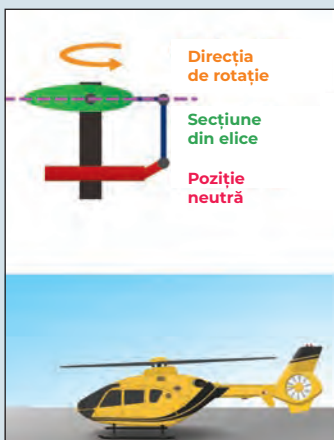 Direcția
de rotație
Secțiune
din elice
Poziție
neutră